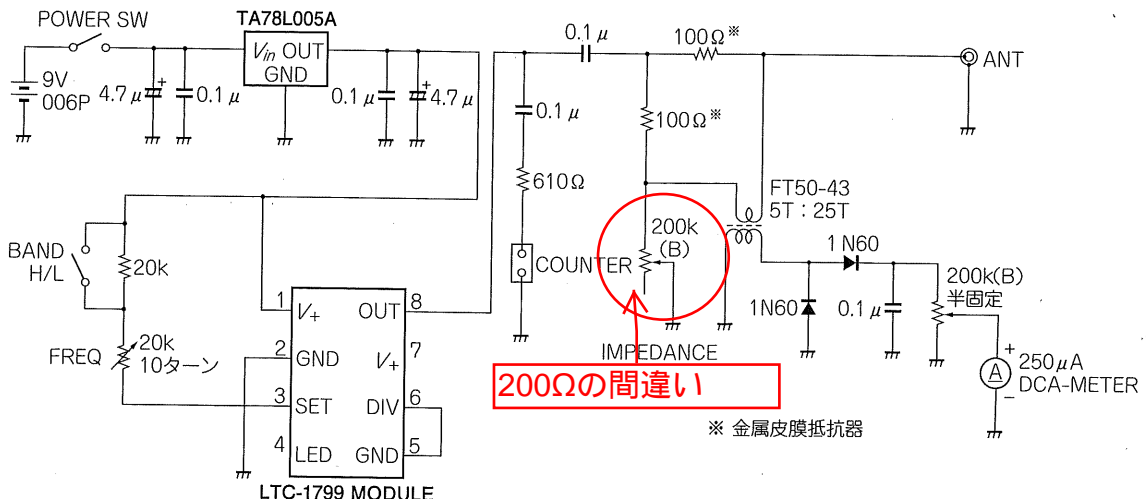 POWER SW
TA78L005A
Vin OUT
GND
9V
006P
4.7μ
+
0.1μ
0.1μ
+
4.7μ
0.1μ
100Ω※
ANT
0.1μ
100Ω※
610Ω
FT50-43
5T：25T
200k
(B)
COUNTER
IMPEDANCE
200Ωの間違い
1N60
1N60
0.1μ
200k(B)
半固定
+
A
−
250μA
DCA-METER
BAND
H/L
20k
FREQ
20k
10ターン
1 V+
OUT 8
2 GND
V+ 7
3 SET
DIV 6
4 LED
GND 5
LTC-1799 MODULE
※ 金属皮膜抵抗器